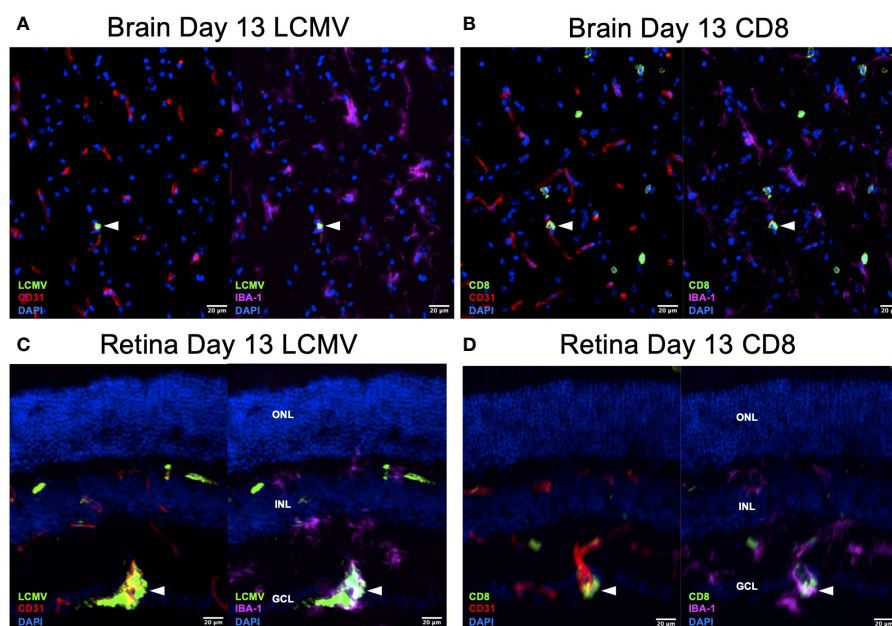 A
Brain Day 13 LCMV
LCMV
CD31
DAPI
20 μm
LCMV
IBA-1
DAPI
20 μm
B
Brain Day 13 CD8
CD8
CD31
DAPI
20 μm
CD8
IBA-1
DAPI
20 μm
C
Retina Day 13 LCMV
ONL
INL
GCL
LCMV
CD31
DAPI
20 μm
LCMV
IBA-1
DAPI
20 μm
D
Retina Day 13 CD8
ONL
INL
GCL
CD8
CD31
DAPI
20 μm
CD8
IBA-1
DAPI
20 μm